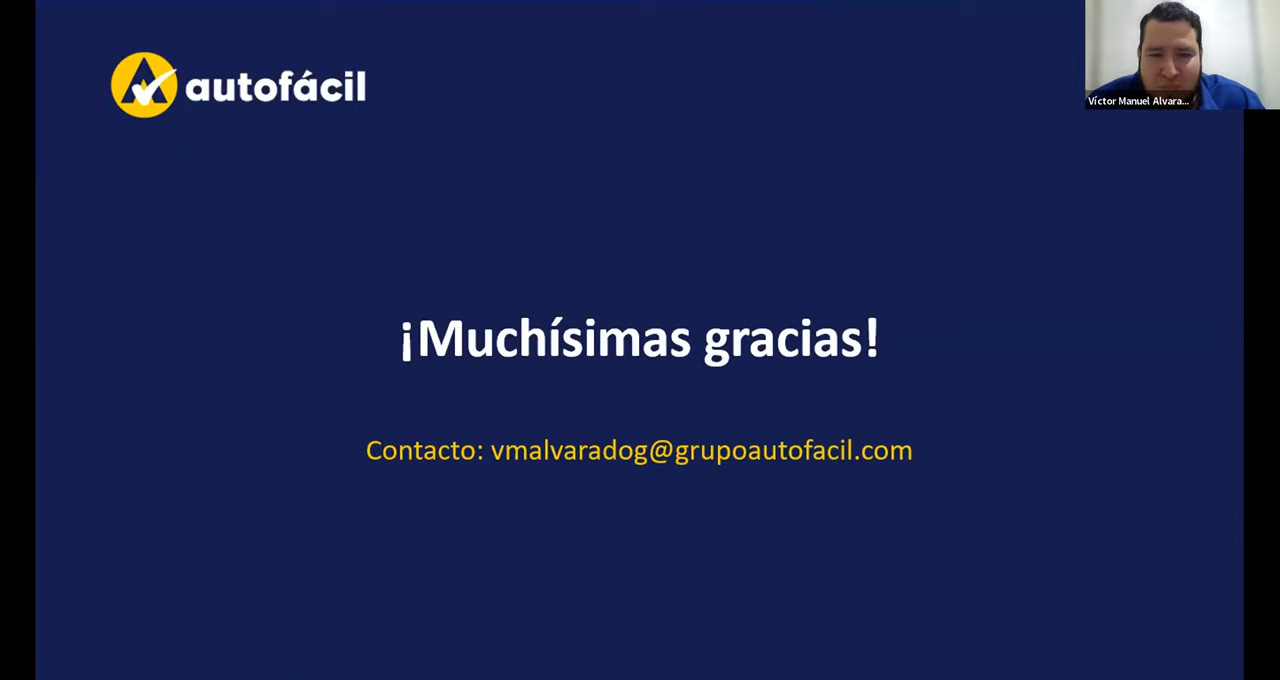 autofácil
Víctor Manuel Alvara...
¡Muchísimas gracias!
Contacto: vmalvaradog@grupoautofacil.com